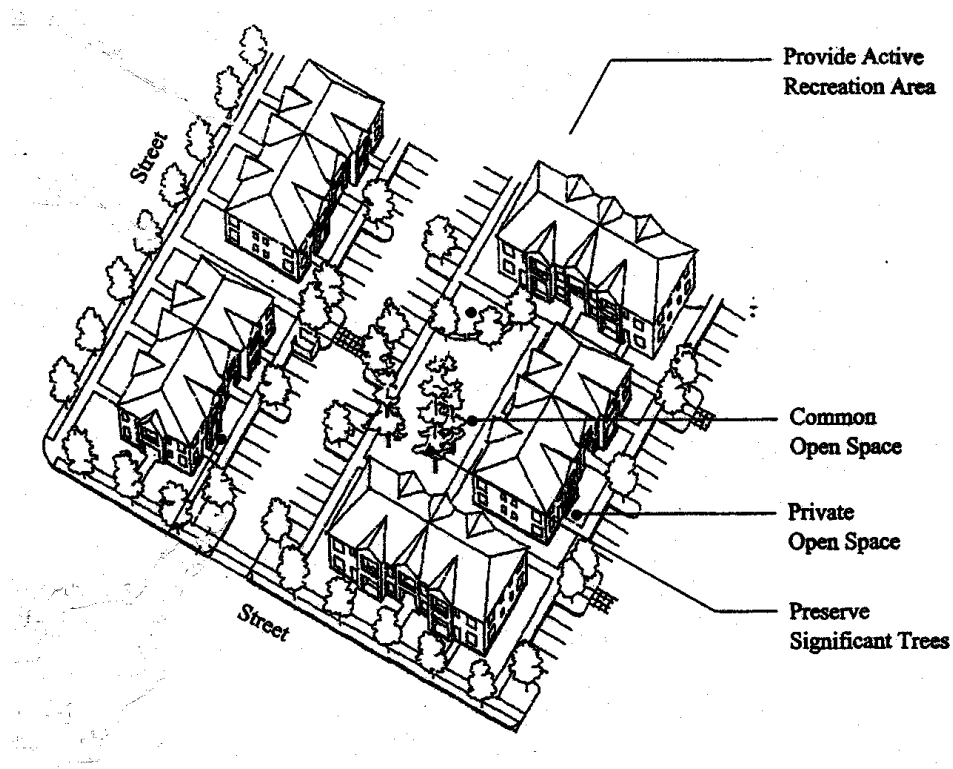 Provide Active
Recreation Area
Street
Common
Open Space
Private
Open Space
Preserve
Significant Trees
Street